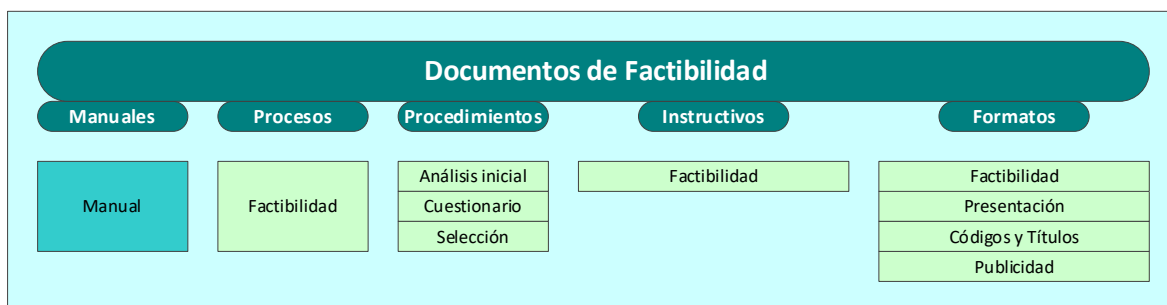 Documentos de Factibilidad
Manuales
Procesos
Procedimientos
Instructivos
Formatos
Manual
Factibilidad
Análisis inicial
Cuestionario
Selección
Factibilidad
Factibilidad
Presentación
Códigos y Títulos
Publicidad